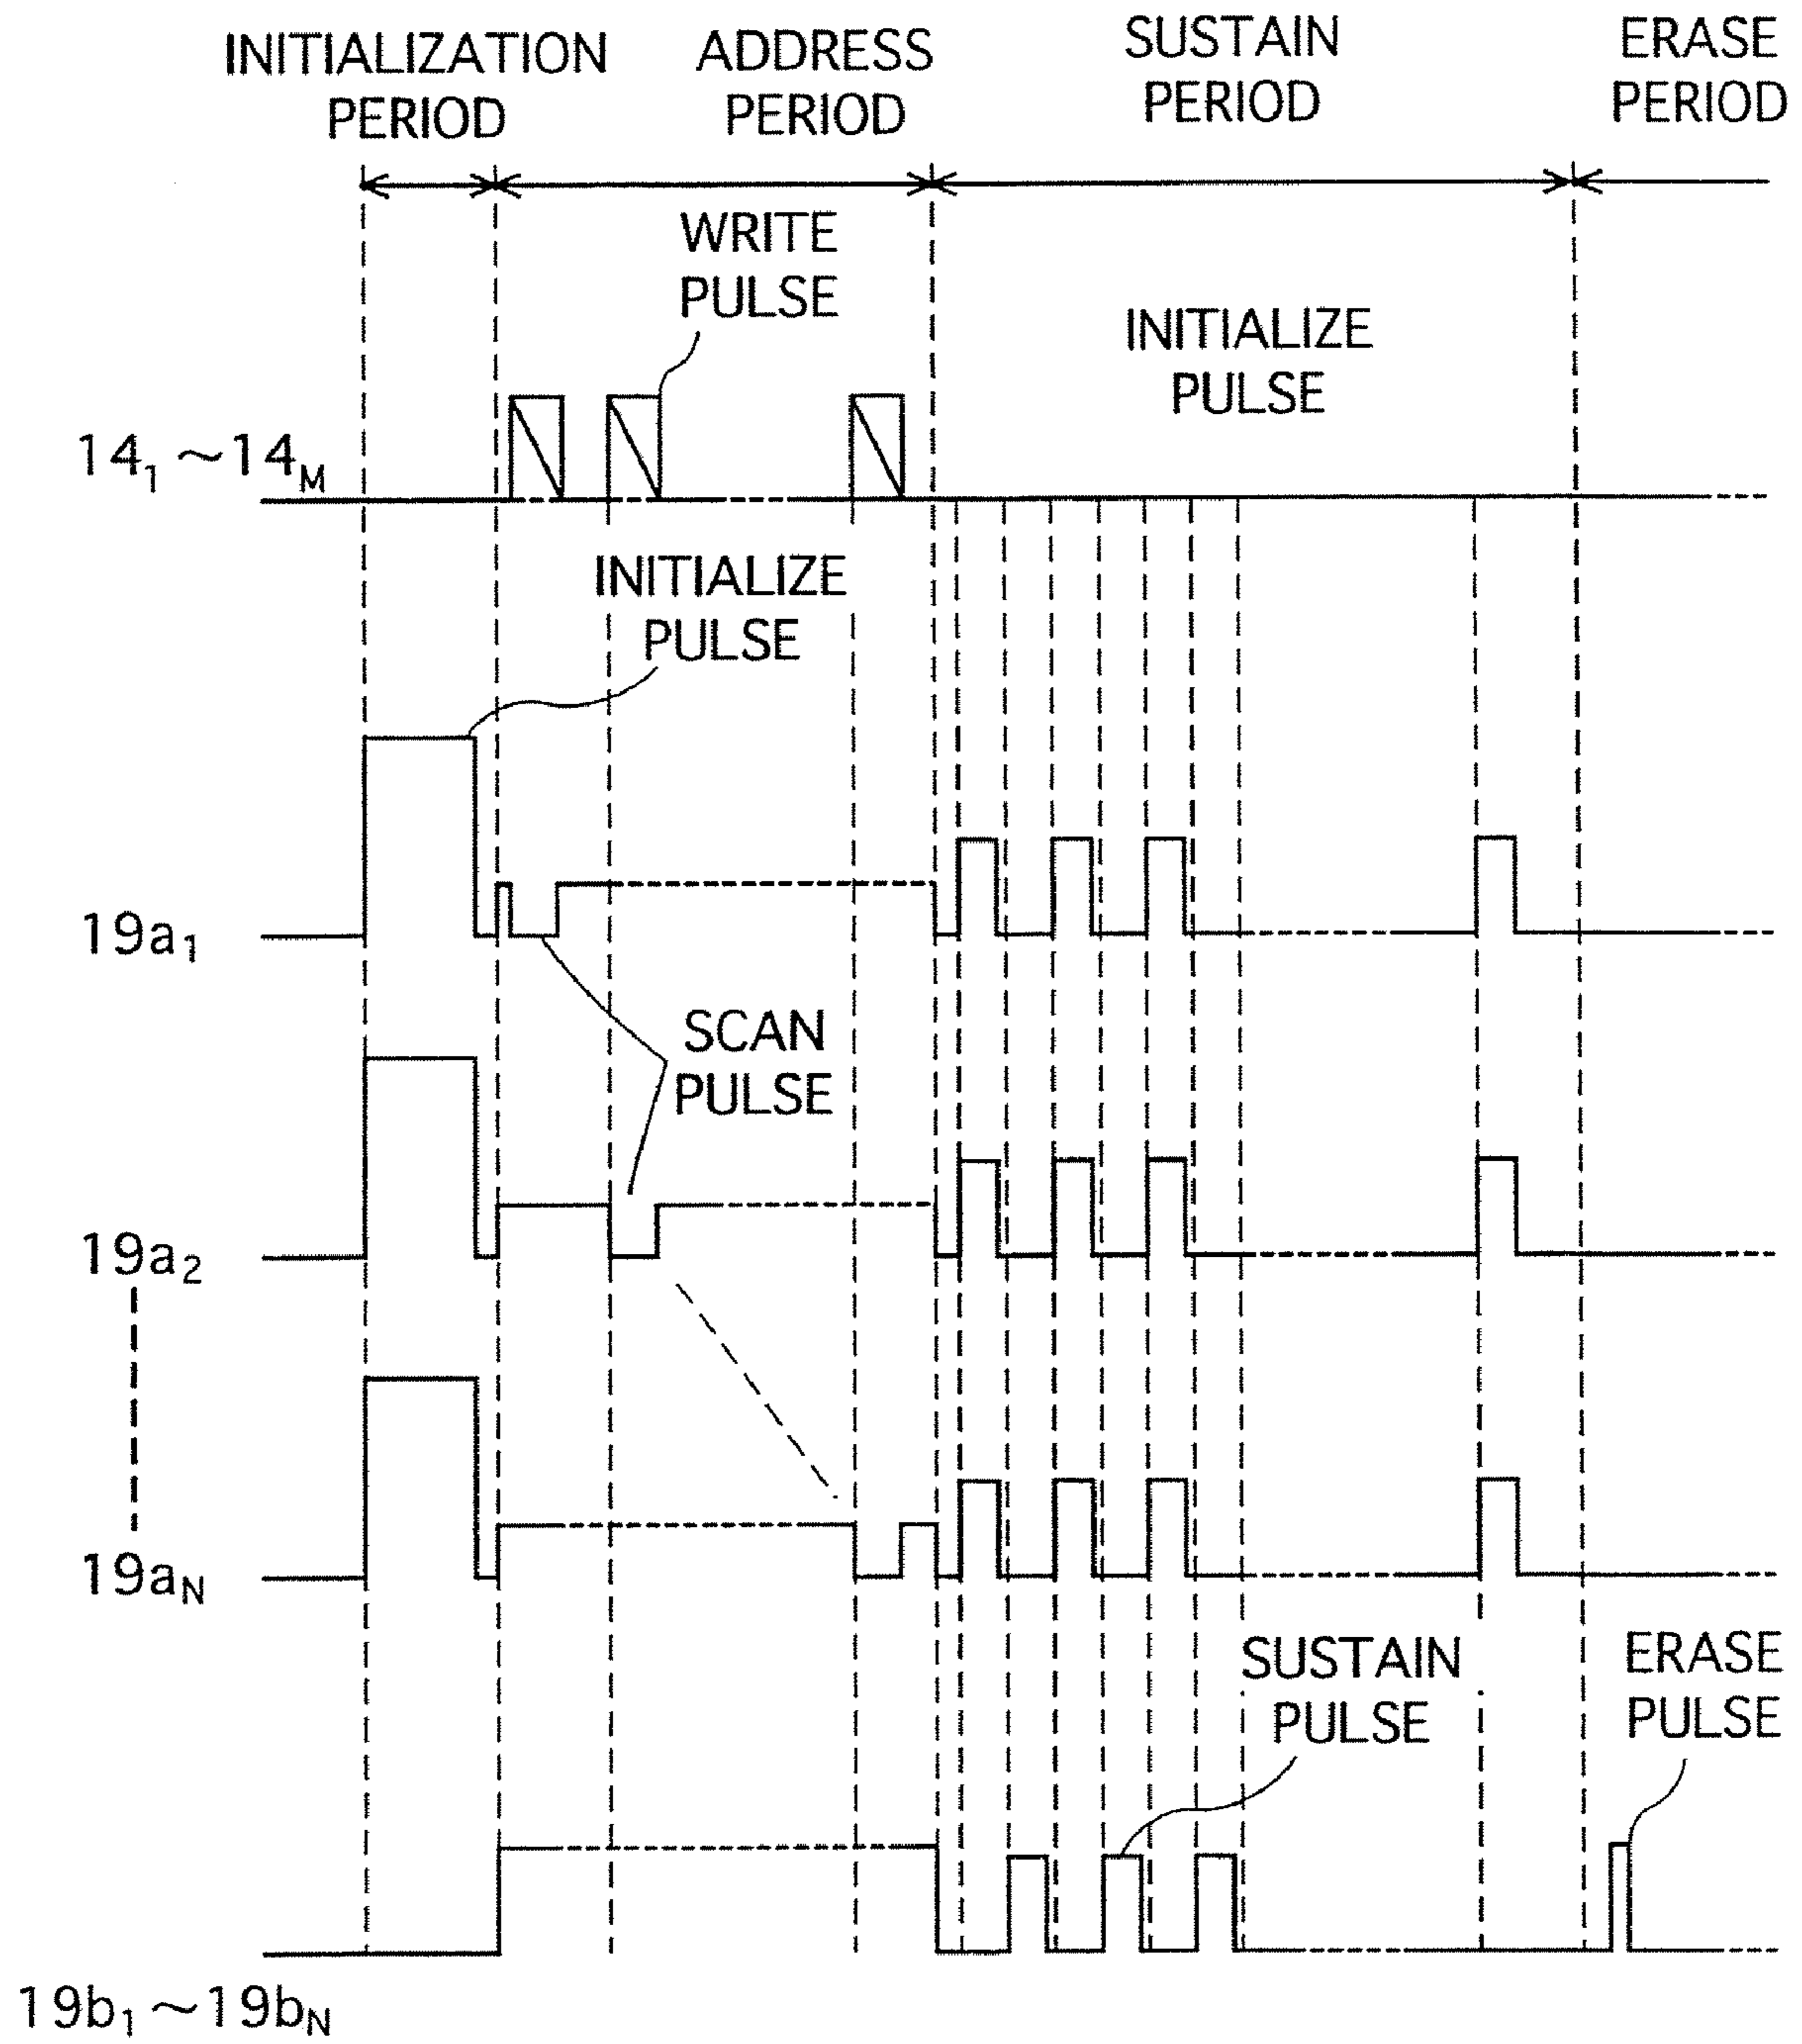 INITIALIZATION
PERIOD
ADDRESS
PERIOD
SUSTAIN
PERIOD
ERASE
PERIOD
WRITE
PULSE
INITIALIZE
PULSE
14₁ ~14M
INITIALIZE
PULSE
19a₁
SCAN
PULSE
19a₂
19aN
SUSTAIN
PULSE
ERASE
PULSE
19b₁ ~19bN